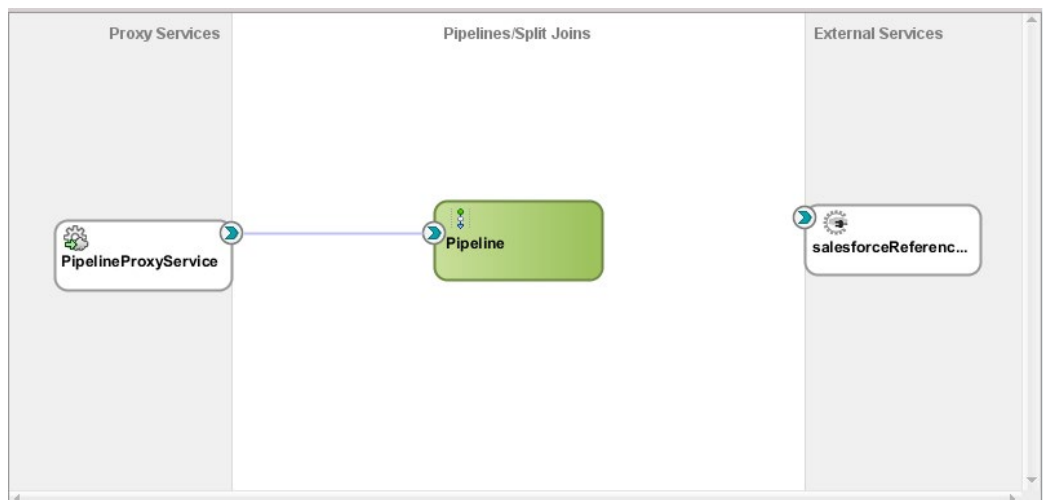 Proxy Services
Pipelines/Split Joins
External Services
PipelineProxyService
Pipeline
salesforceReferenc...